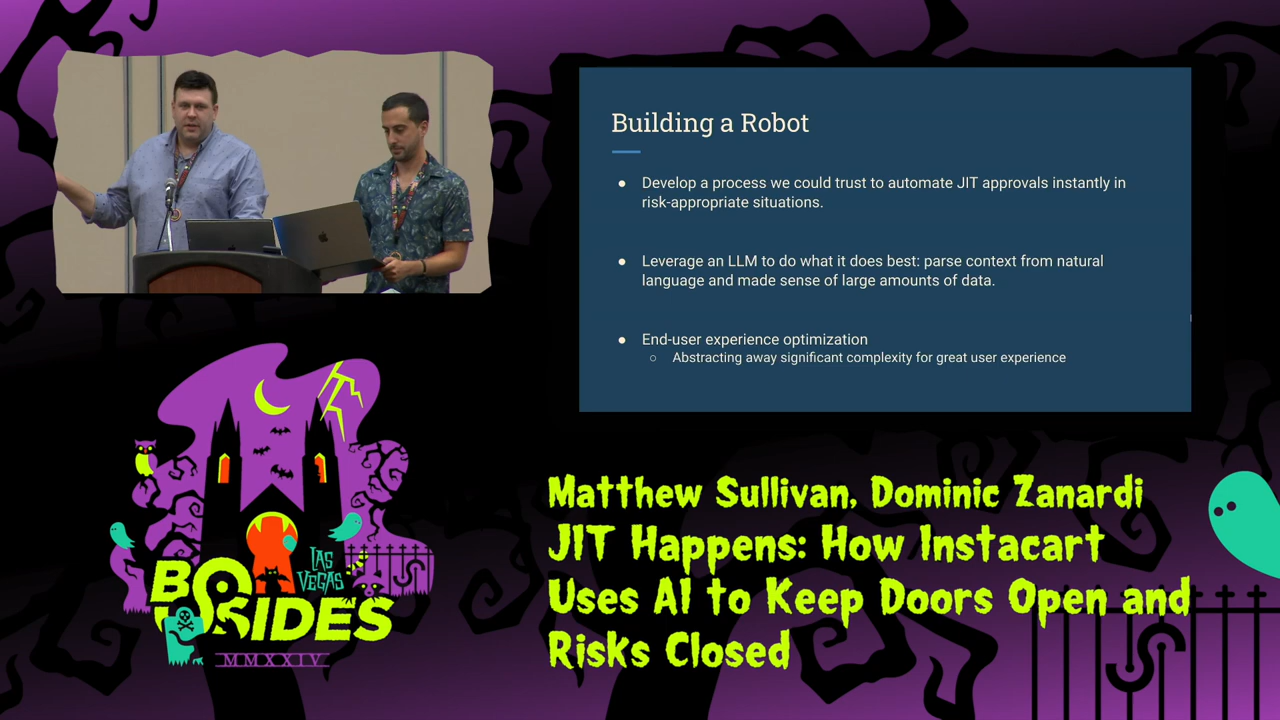 Building a Robot
● Develop a process we could trust to automate JIT approvals instantly in
risk-appropriate situations.
● Leverage an LLM to do what it does best: parse context from natural
language and made sense of large amounts of data.
● End-user experience optimization
○ Abstracting away significant complexity for great user experience
LAS
VEGAS
BSIDES
MMXXIV
Matthew Sullivan, Dominic Zanardi
JIT Happens: How Instacart
Uses AI to Keep Doors Open and
Risks Closed